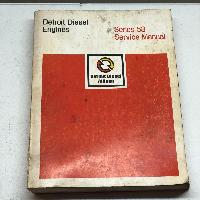 Detroit Diesel
Engines
Series 53
Service Manual
Detroit Diesel
Allison